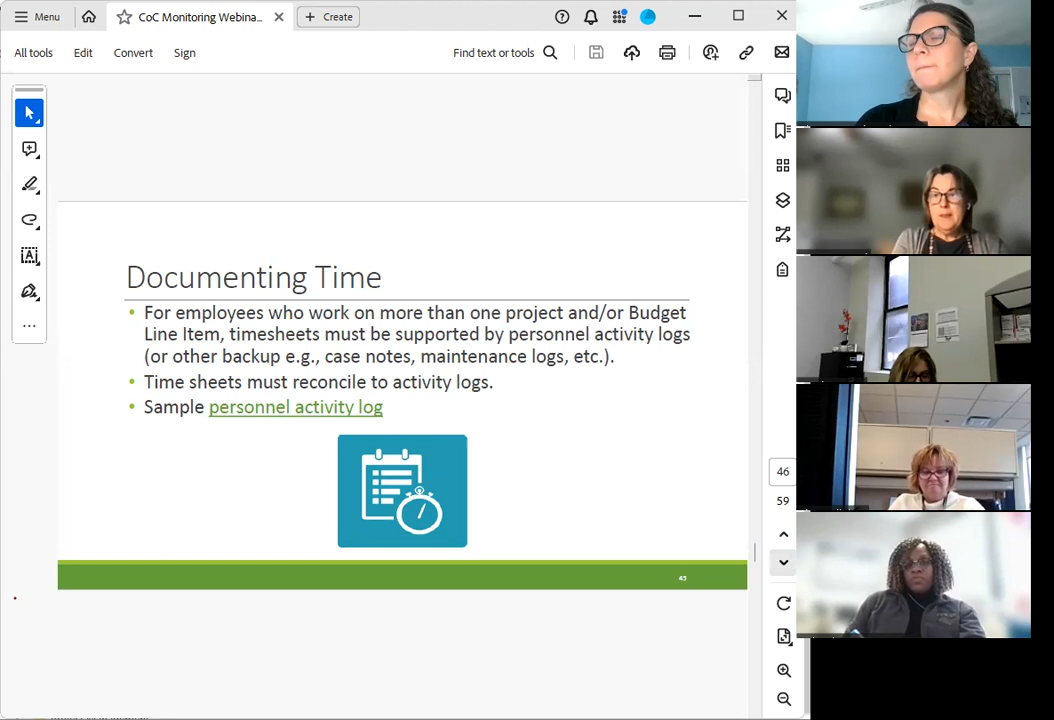 Menu
CoC Monitoring Webina...
Create
All tools
Edit
Convert
Sign
Find text or tools
Documenting Time
• For employees who work on more than one project and/or Budget
Line Item, timesheets must be supported by personnel activity logs
(or other backup e.g., case notes, maintenance logs, etc.).
• Time sheets must reconcile to activity logs.
• Sample personnel activity log
46
59
45